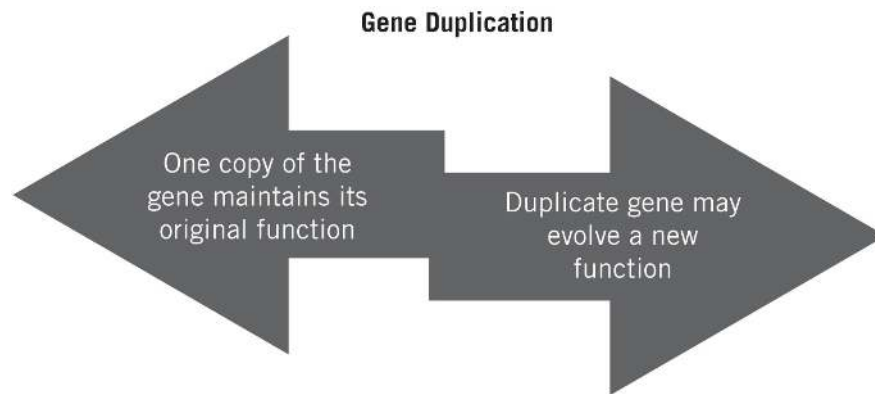 Gene Duplication
One copy of the
gene maintains its
original function
Duplicate gene may
evolve a new
function